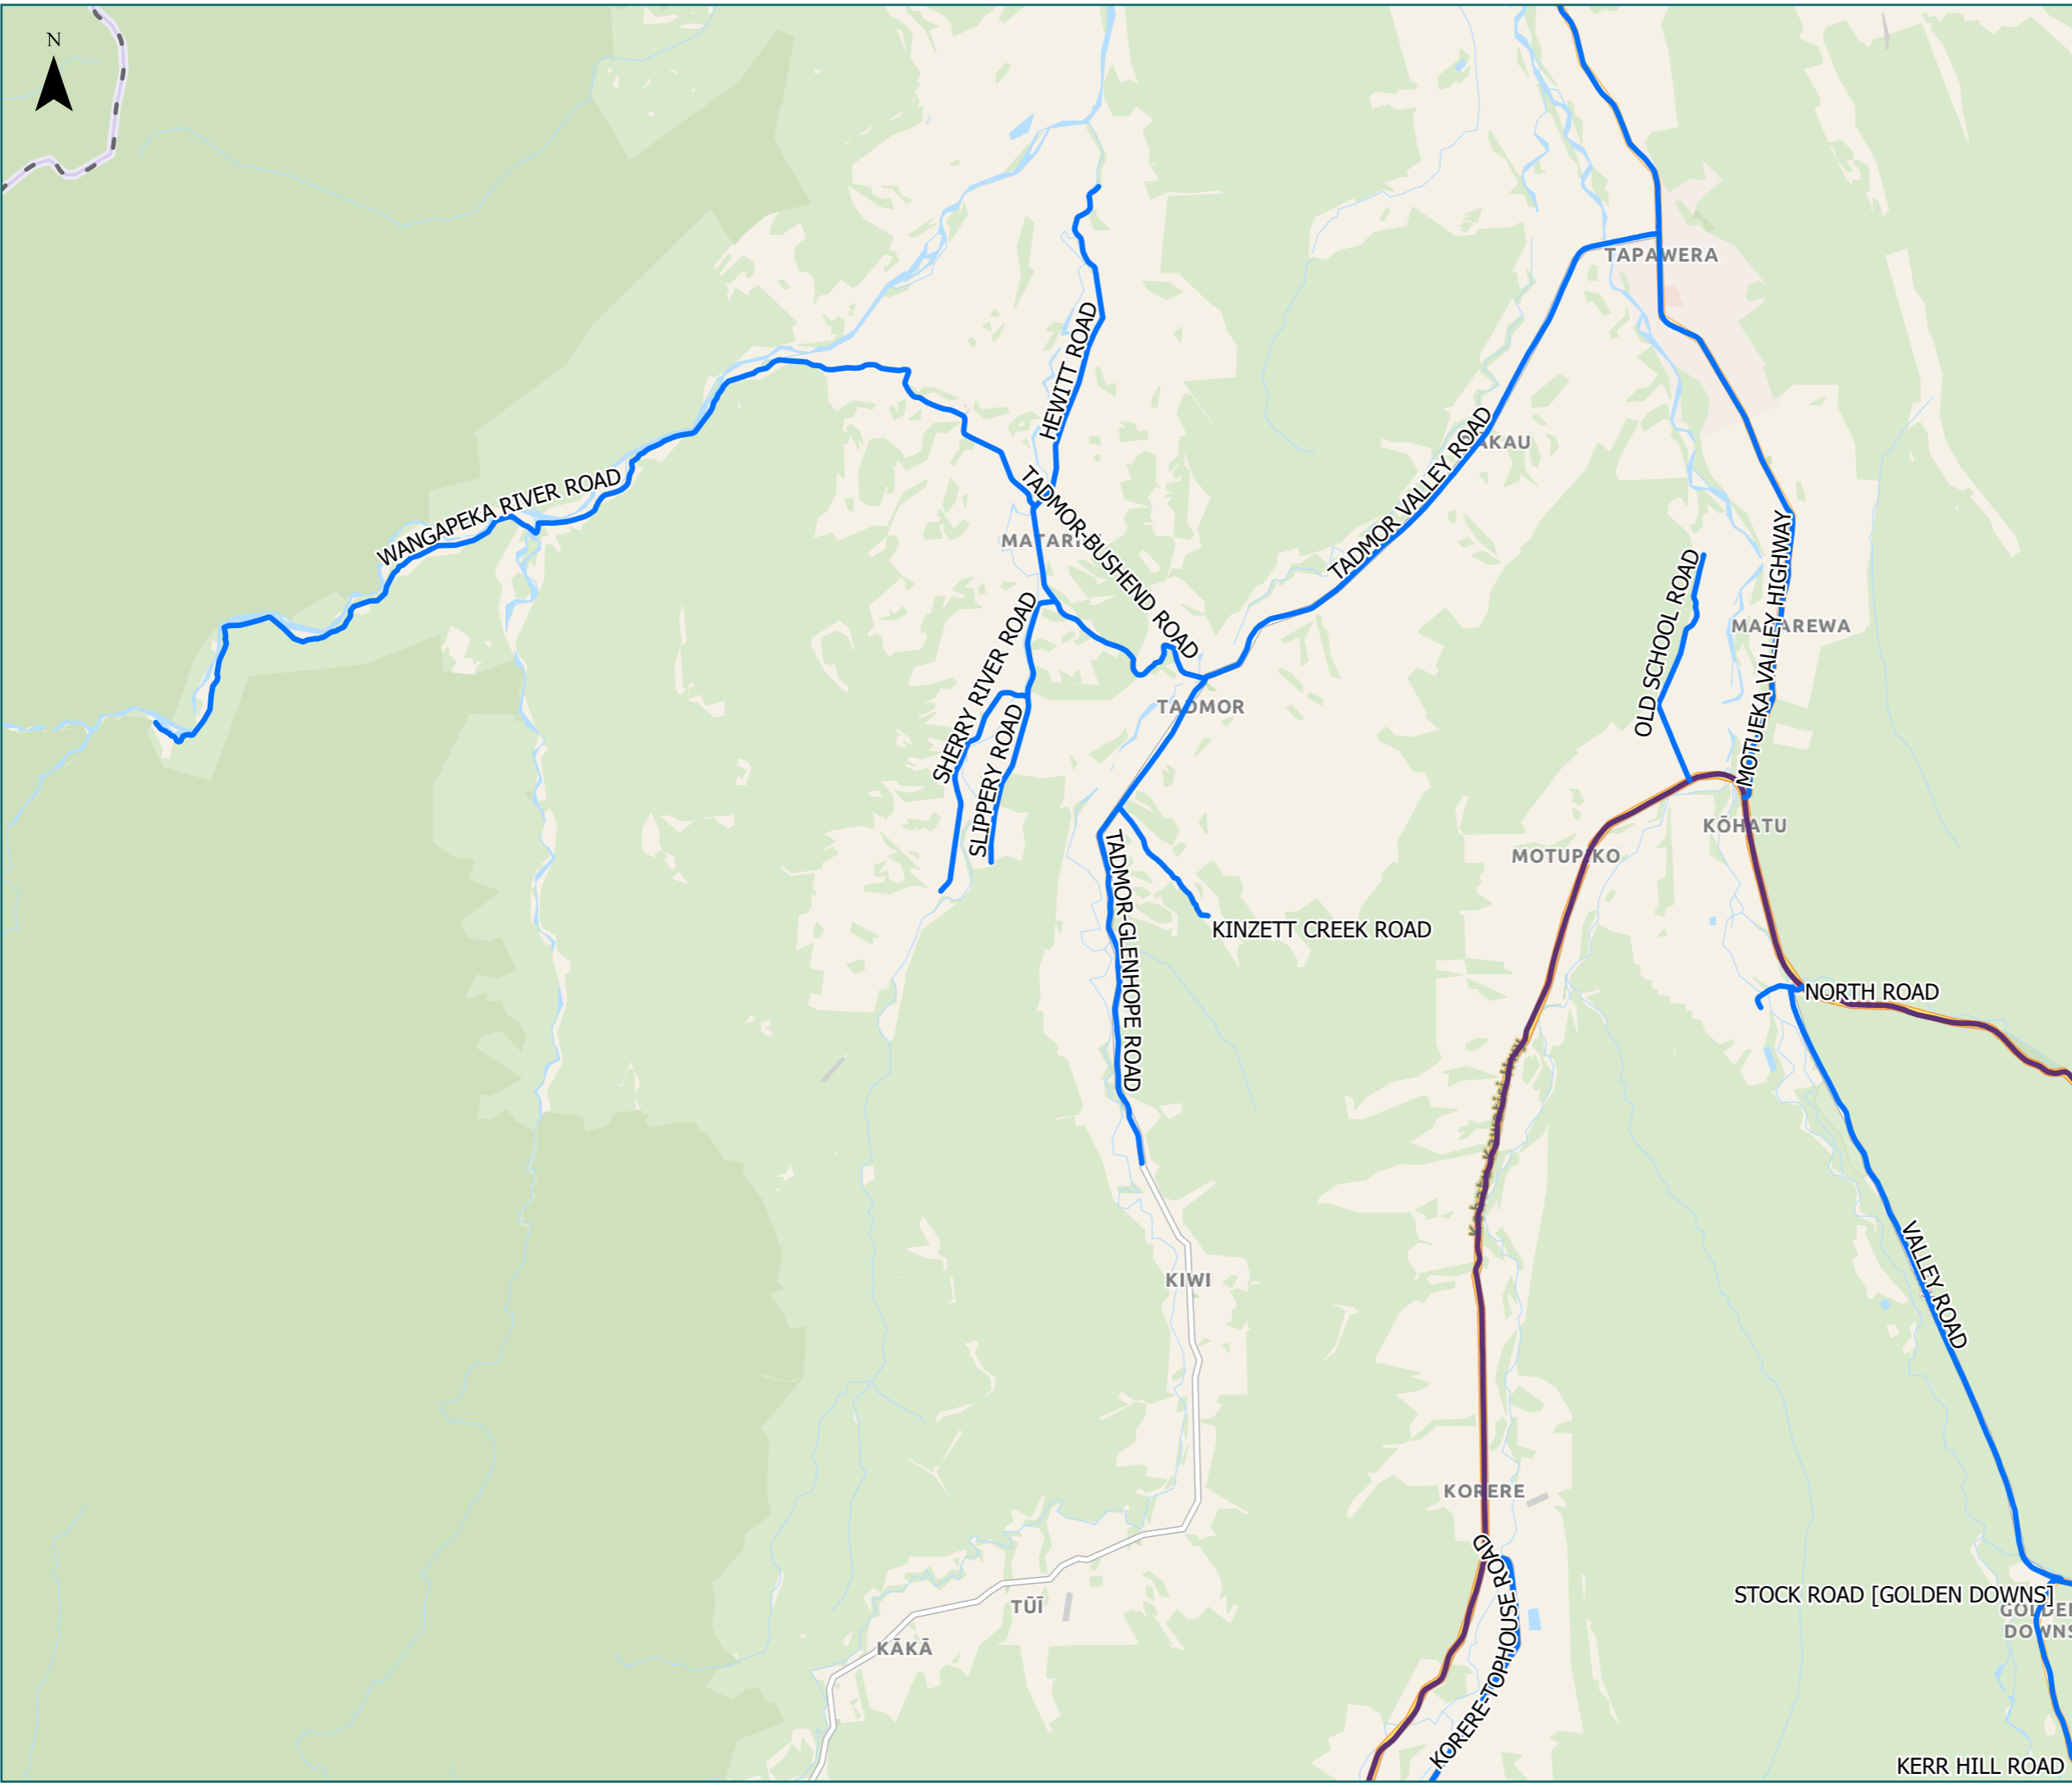 N
TAPAWERA
HEWITT ROAD
TADMOR VALLEY ROAD
WANGAPEKA RIVER ROAD
TADMOR-BUSHEND ROAD
MOTUEKA VALLEY HIGHWAY
OLD SCHOOL ROAD
SHERRY RIVER ROAD
TADMOR
SLIPPERY ROAD
KŌHATU
MOTUPIKO
TADMOR-GLENHOPE ROAD
KINZETT CREEK ROAD
NORTH ROAD
KIWI
VALLEY ROAD
KORERE
KORERE-TOPHOUSE ROAD
STOCK ROAD [GOLDEN DOWNS]
TŪĪ
KĀKĀ
KERR HILL ROAD